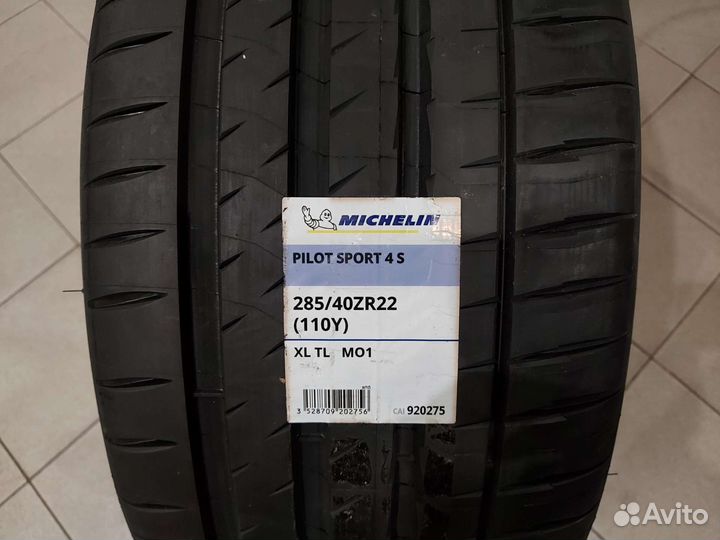 MICHELIN
PILOT SPORT 4 S
285/40ZR22
(110Y)
XL TL MO1
3 528709 202756
CAI 920275
Avito